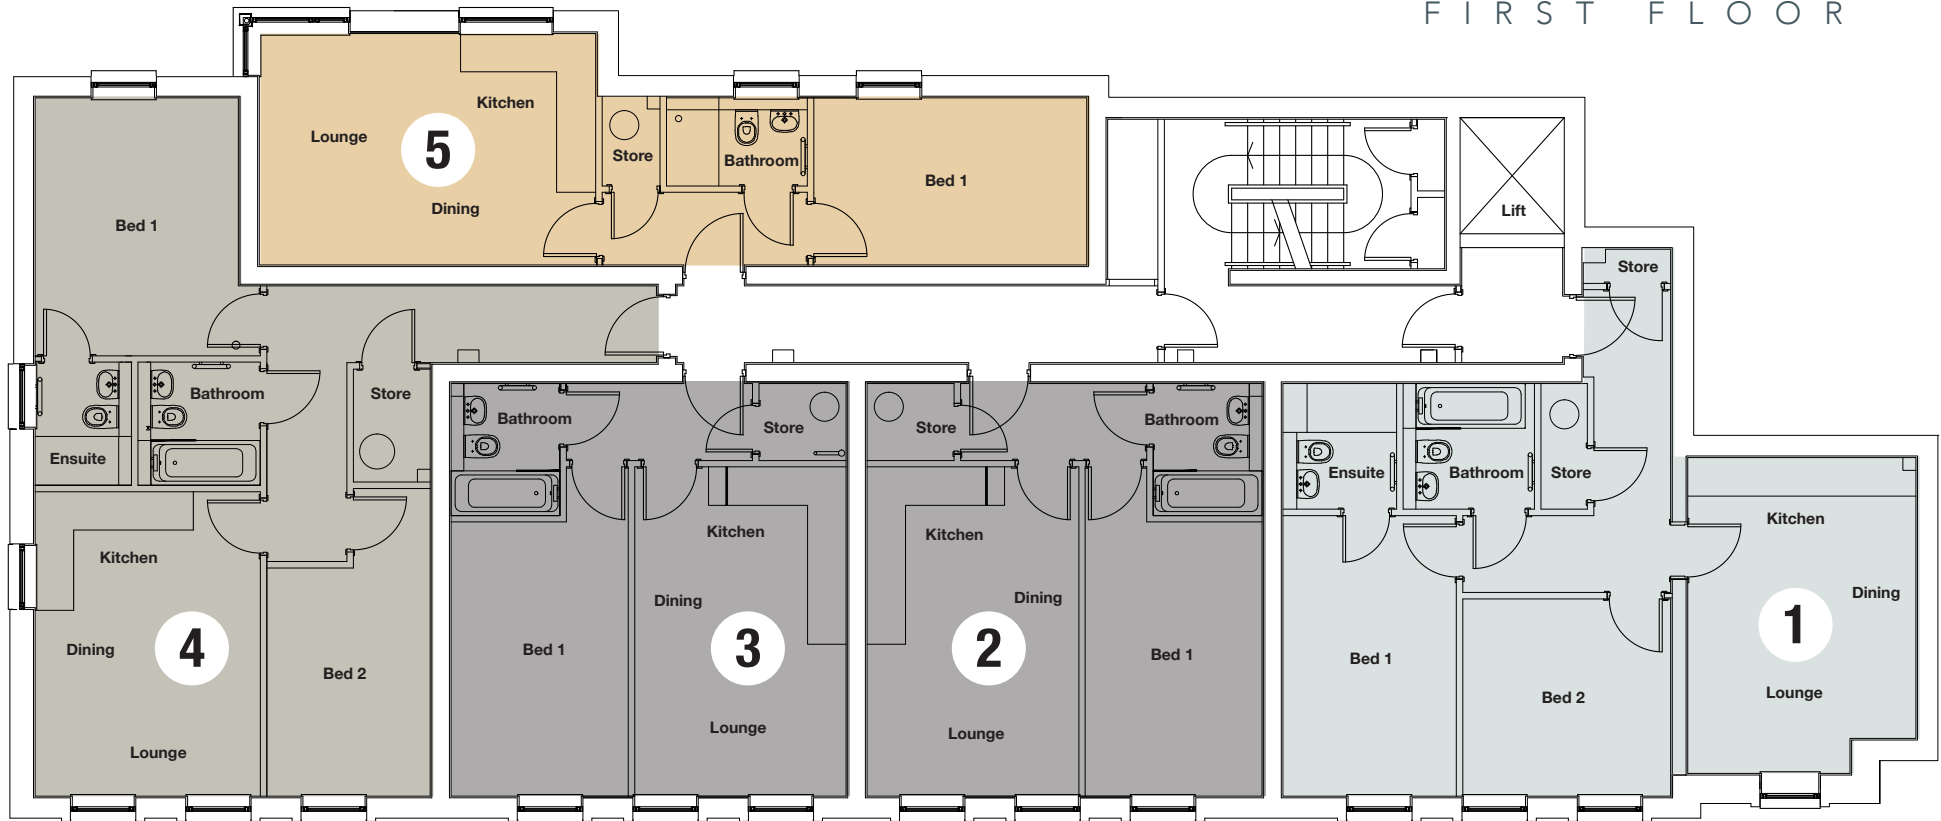 FIRST FLOOR
Kitchen
Lounge
5
Dining
Store
Bathroom
Bed 1
Lift
Bed 1
Bathroom
Store
Ensuite
Kitchen
Dining
4
Bed 2
Lounge
Bathroom
Store
Kitchen
Dining
Bed 1
3
Lounge
Store
Bathroom
Kitchen
Dining
2
Bed 1
Lounge
Store
Ensuite
Bathroom
Store
Kitchen
Dining
1
Bed 1
Bed 2
Lounge